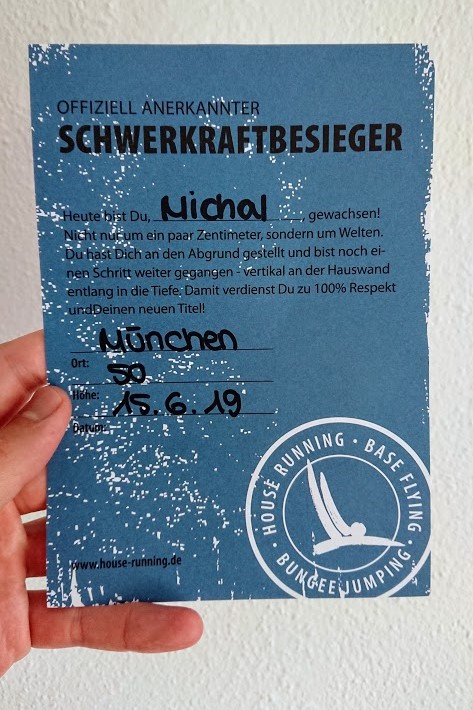 OFFIZIELL ANERKANNTER
SCHWERKRAFTBESIEGER
Heute bist Du, Michal, gewachsen!
Nicht nur um ein paar Zentimeter, sondern um Welten.
Du hast Dich an den Abgrund gestellt und bist noch ei-
nen Schritt weiter gegangen - vertikal an der Hauswand
entlang in die Tiefe. Damit verdienst Du zu 100% Respekt
undDeinen neuen Titel!
Ort: München
Höhe: 50
Datum: 15.6.19
HOUSE RUNNING · BASE FLYING · BUNGEE JUMPING ·
www.house-running.de